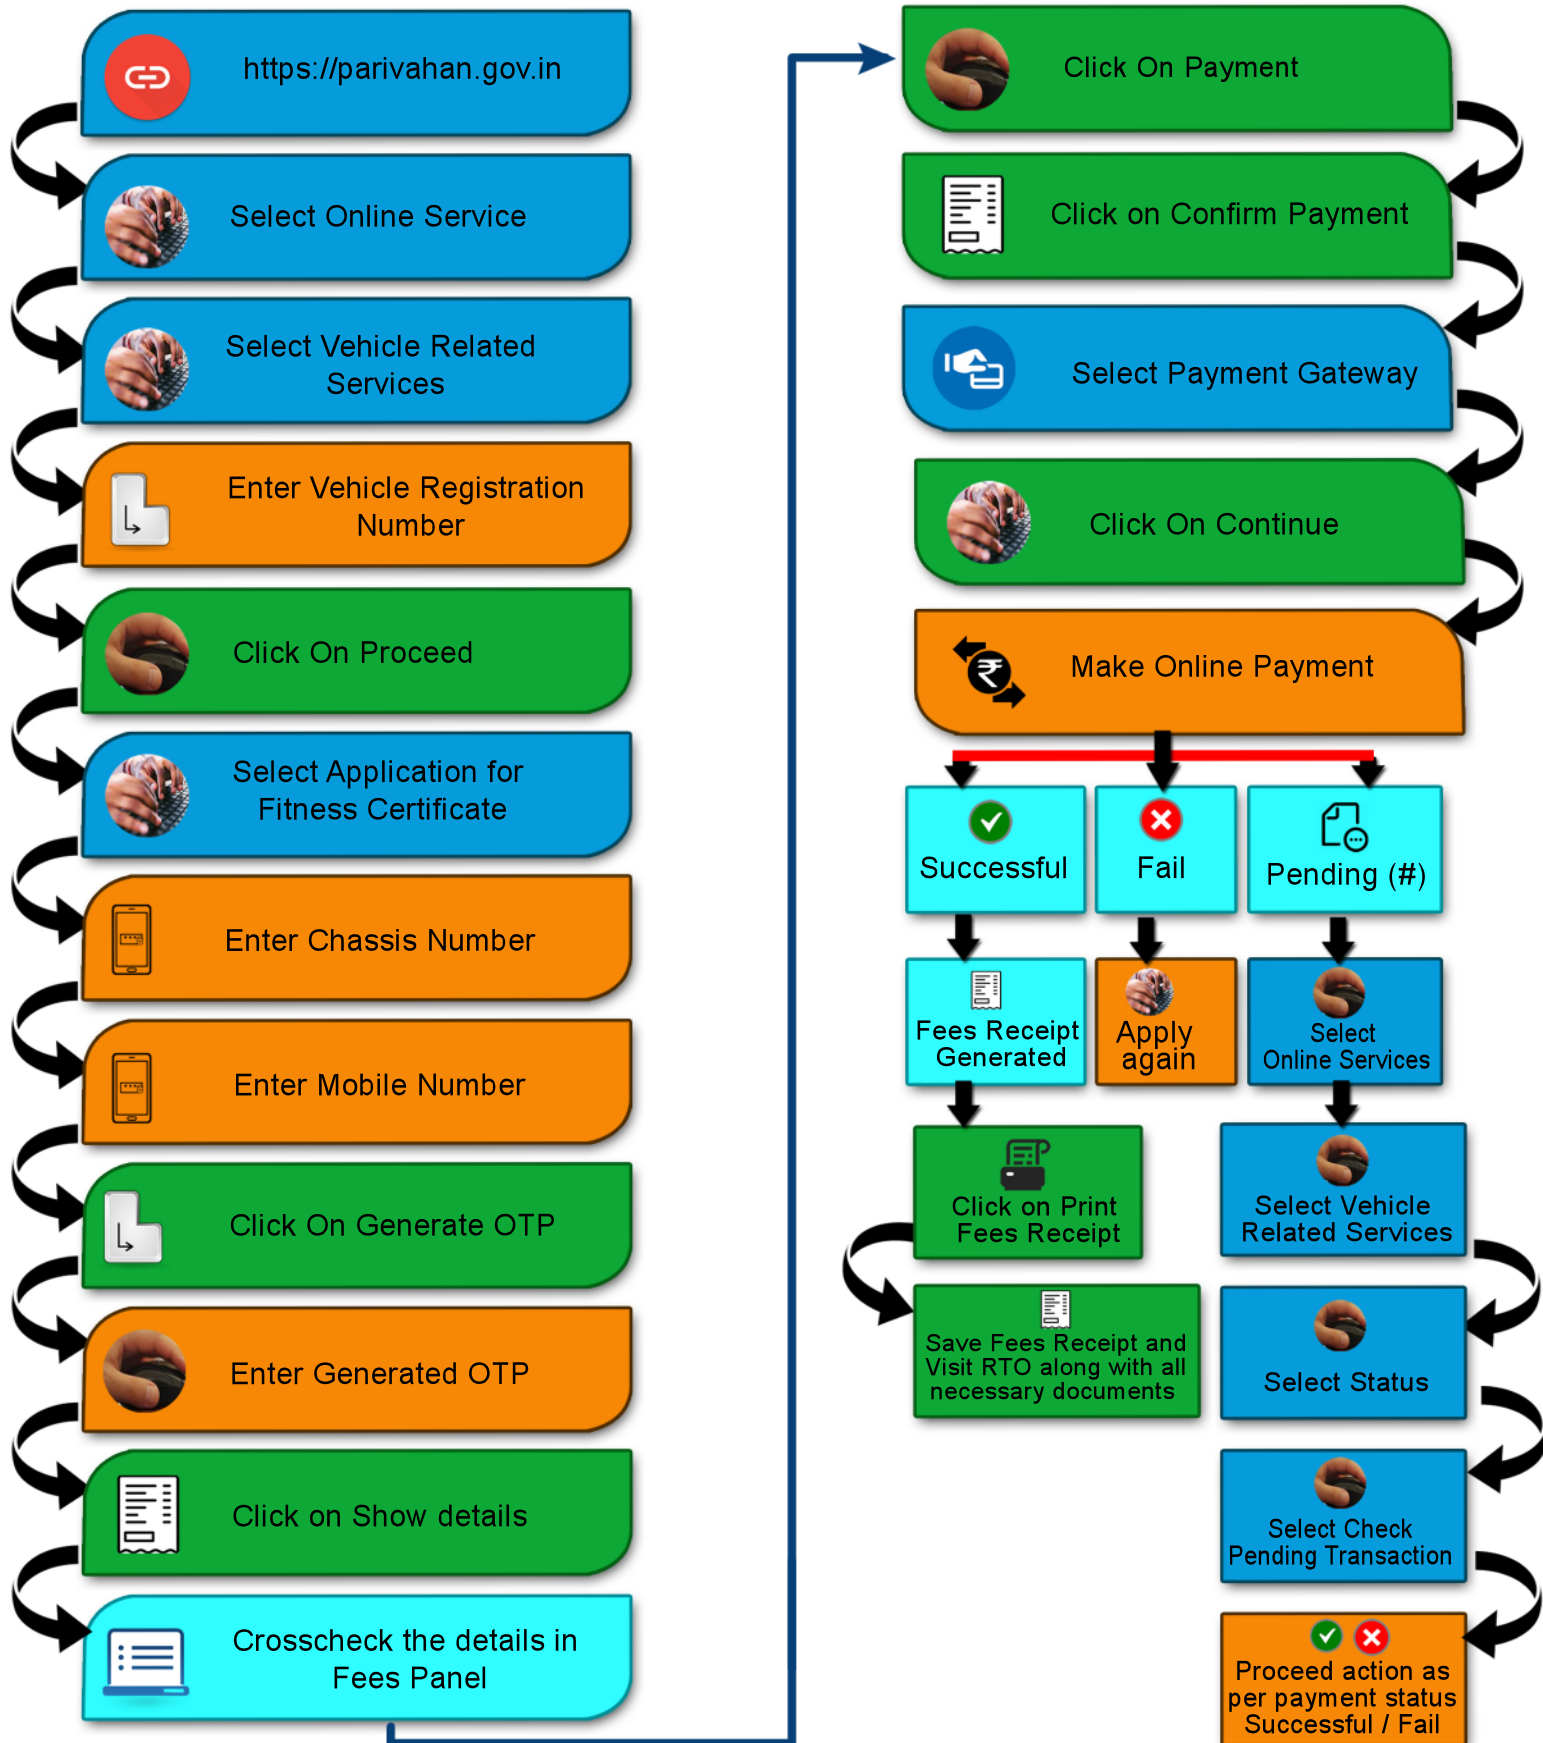 https://parivahan.gov.in
Select Online Service
Select Vehicle Related
Services
Enter Vehicle Registration
Number
Click On Proceed
Select Application for
Fitness Certificate
Enter Chassis Number
Enter Mobile Number
Click On Generate OTP
Enter Generated OTP
Click on Show details
Crosscheck the details in
Fees Panel
Click On Payment
Click on Confirm Payment
Select Payment Gateway
Click On Continue
Make Online Payment
Successful
Fail
Pending (#)
Fees Receipt
Generated
Apply
again
Select
Online Services
Click on Print
Fees Receipt
Select Vehicle
Related Services
Save Fees Receipt and
Visit RTO along with all
necessary documents
Select Status
Select Check
Pending Transaction
Proceed action as
per payment status
Successful / Fail